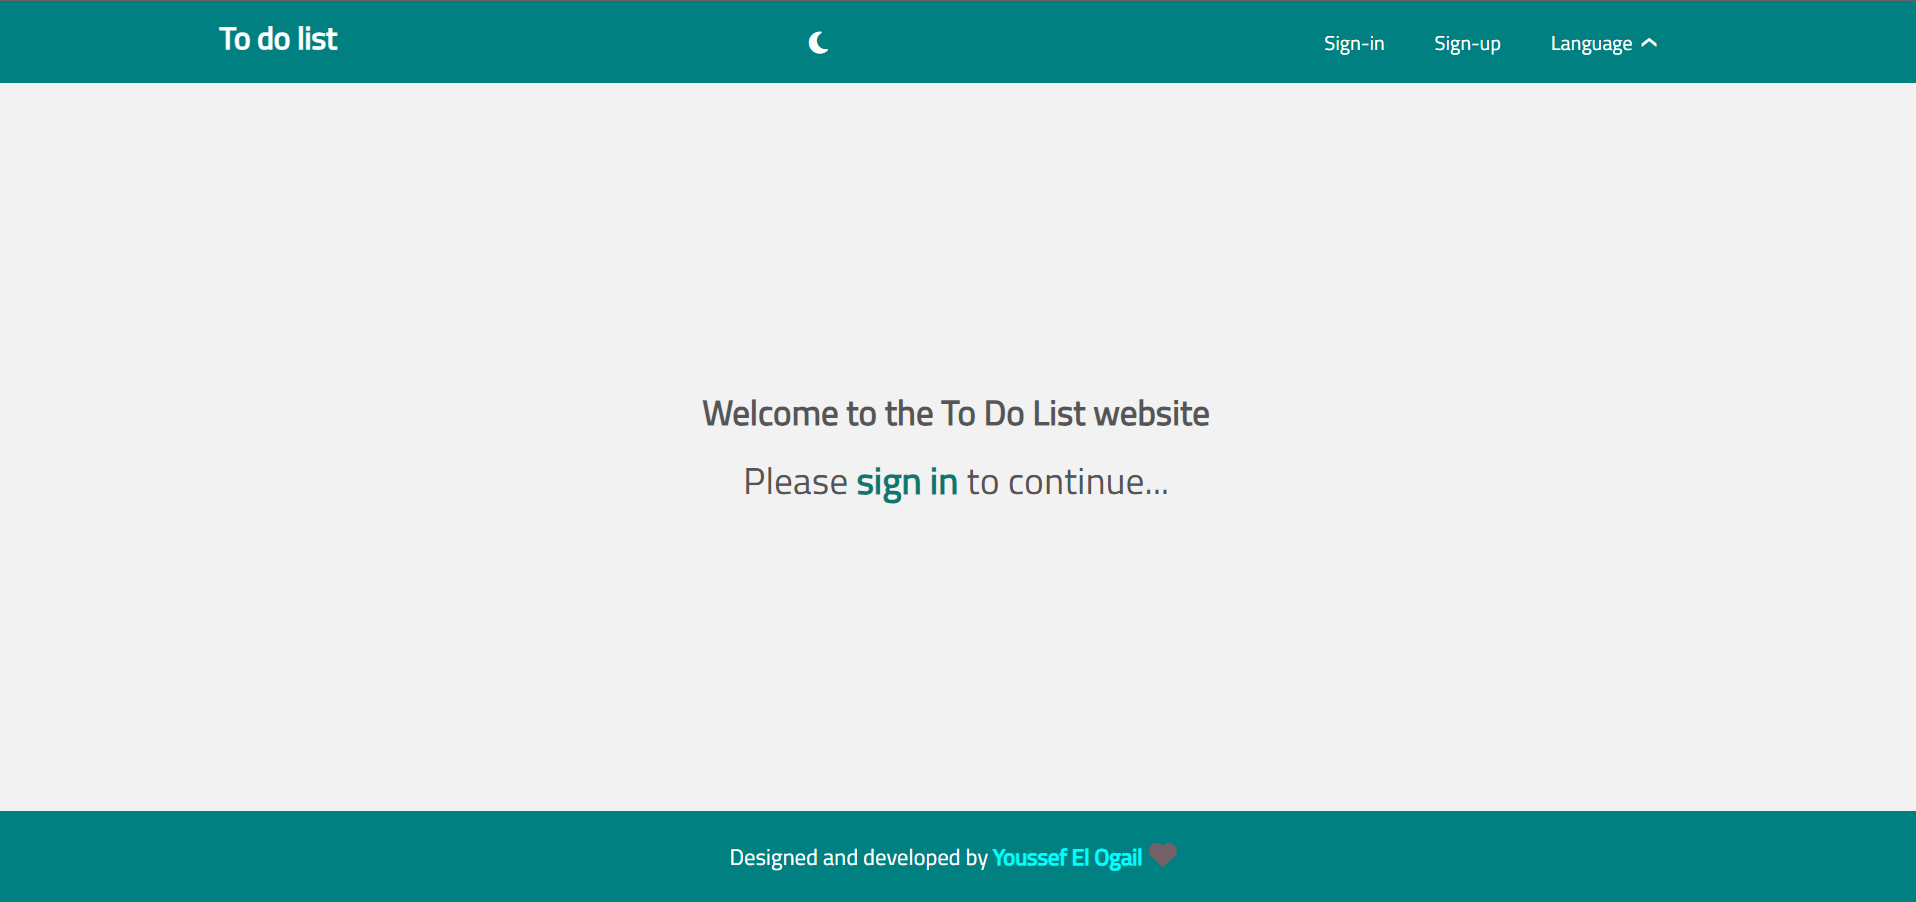 To do list
Sign-in
Sign-up
Language
Welcome to the To Do List website
Please sign in to continue...
Designed and developed by Youssef El Ogail